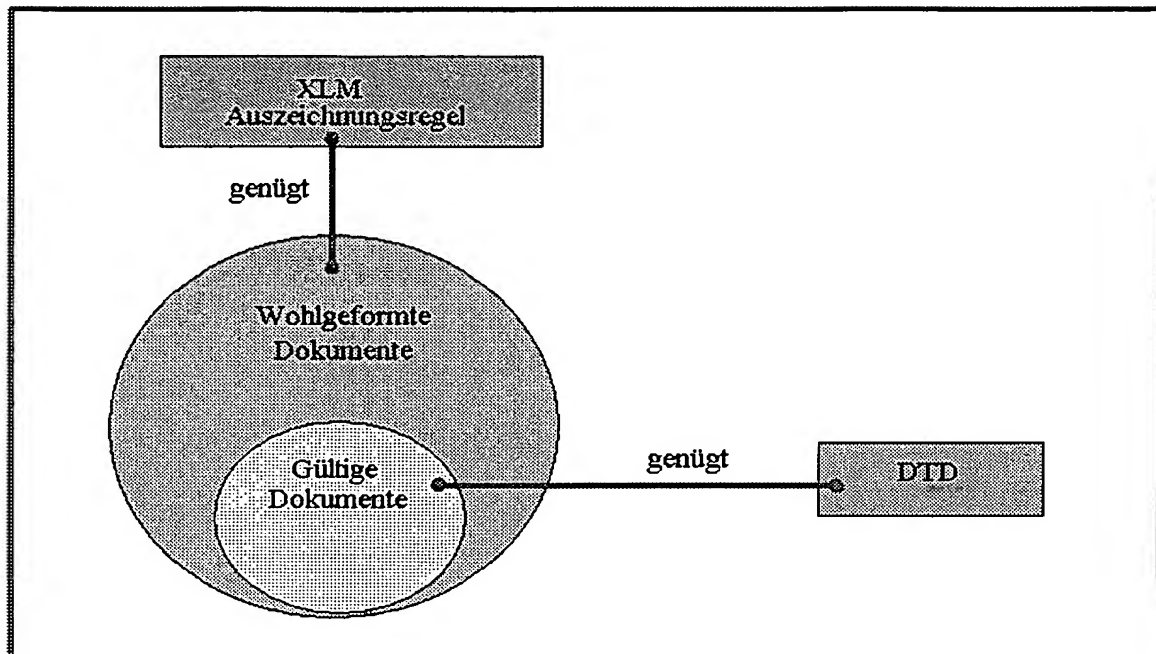 XLM
Auszeichnungsregel
genügt
Wohlgeformte
Dokumente
Gültige
Dokumente
genügt
DTD